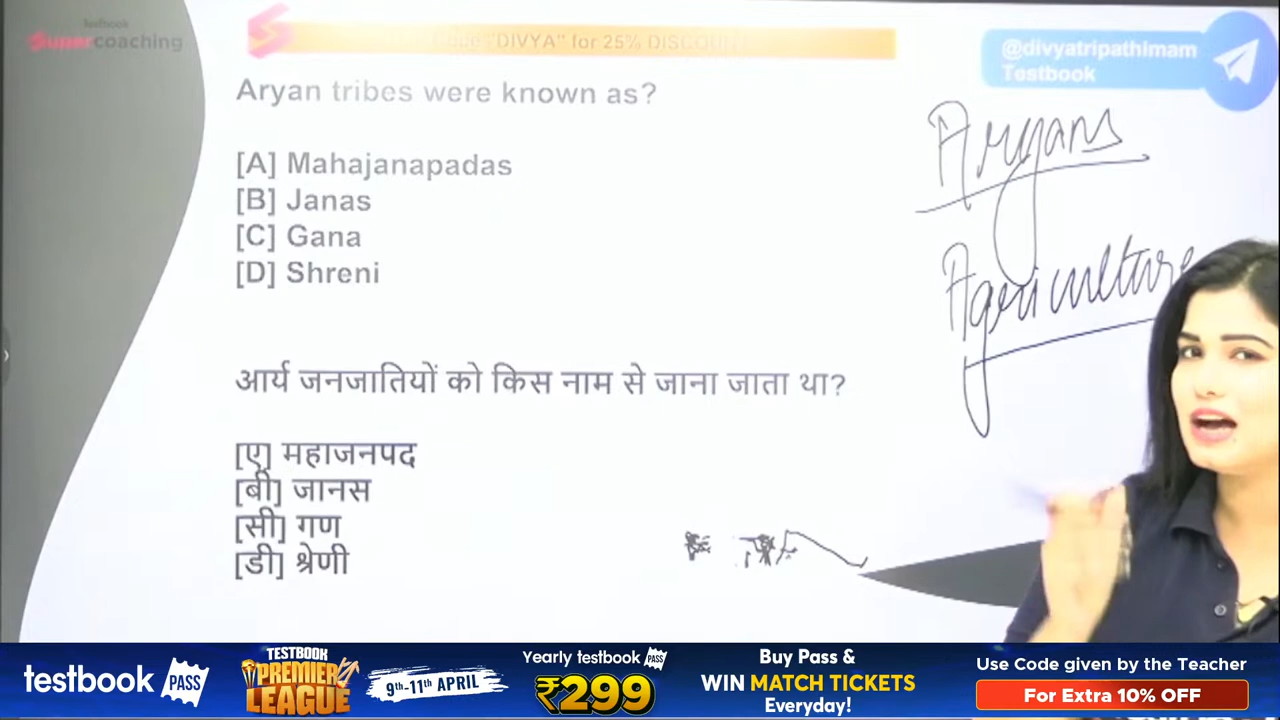 testbook
Supercoaching
Code "DIVYA" for 25% DISCOUNT
@divyatripathimam
Testbook
Aryan tribes were known as?
[A] Mahajanapadas
[B] Janas
[C] Gana
[D] Shreni
Aryans
Agriculture
आर्य जनजातियों को किस नाम से जाना जाता था?
[ए] महाजनपद
[बी] जानस
[सी] गण
[डी] श्रेणी
testbook PASS
TESTBOOK
PREMIER
LEAGUE
9th-11th APRIL
Yearly testbook PASS
₹299
Buy Pass &
WIN MATCH TICKETS
Everyday!
Use Code given by the Teacher
For Extra 10% OFF